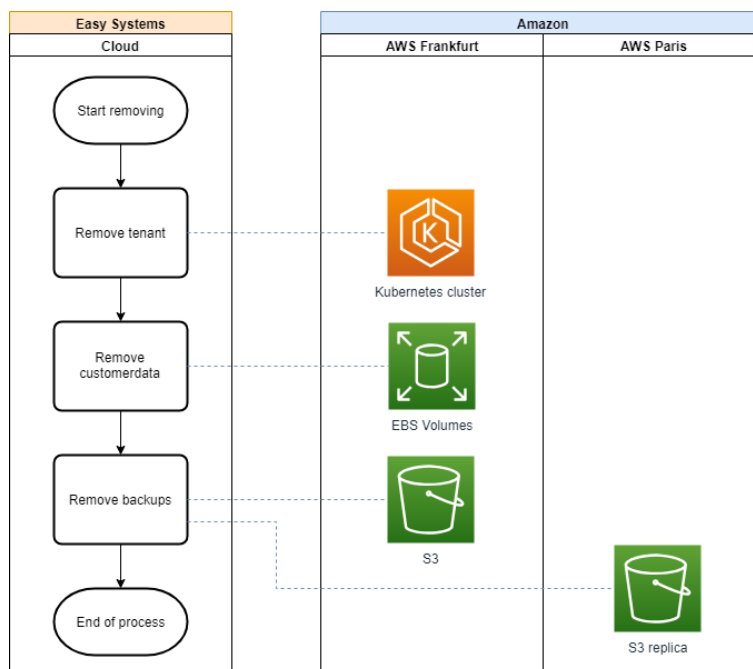 Easy Systems
Amazon
Cloud
AWS Frankfurt
AWS Paris
Start removing
Remove tenant
K
Kubernetes cluster
Remove
customerdata
EBS Volumes
Remove backups
S3
End of process
S3 replica